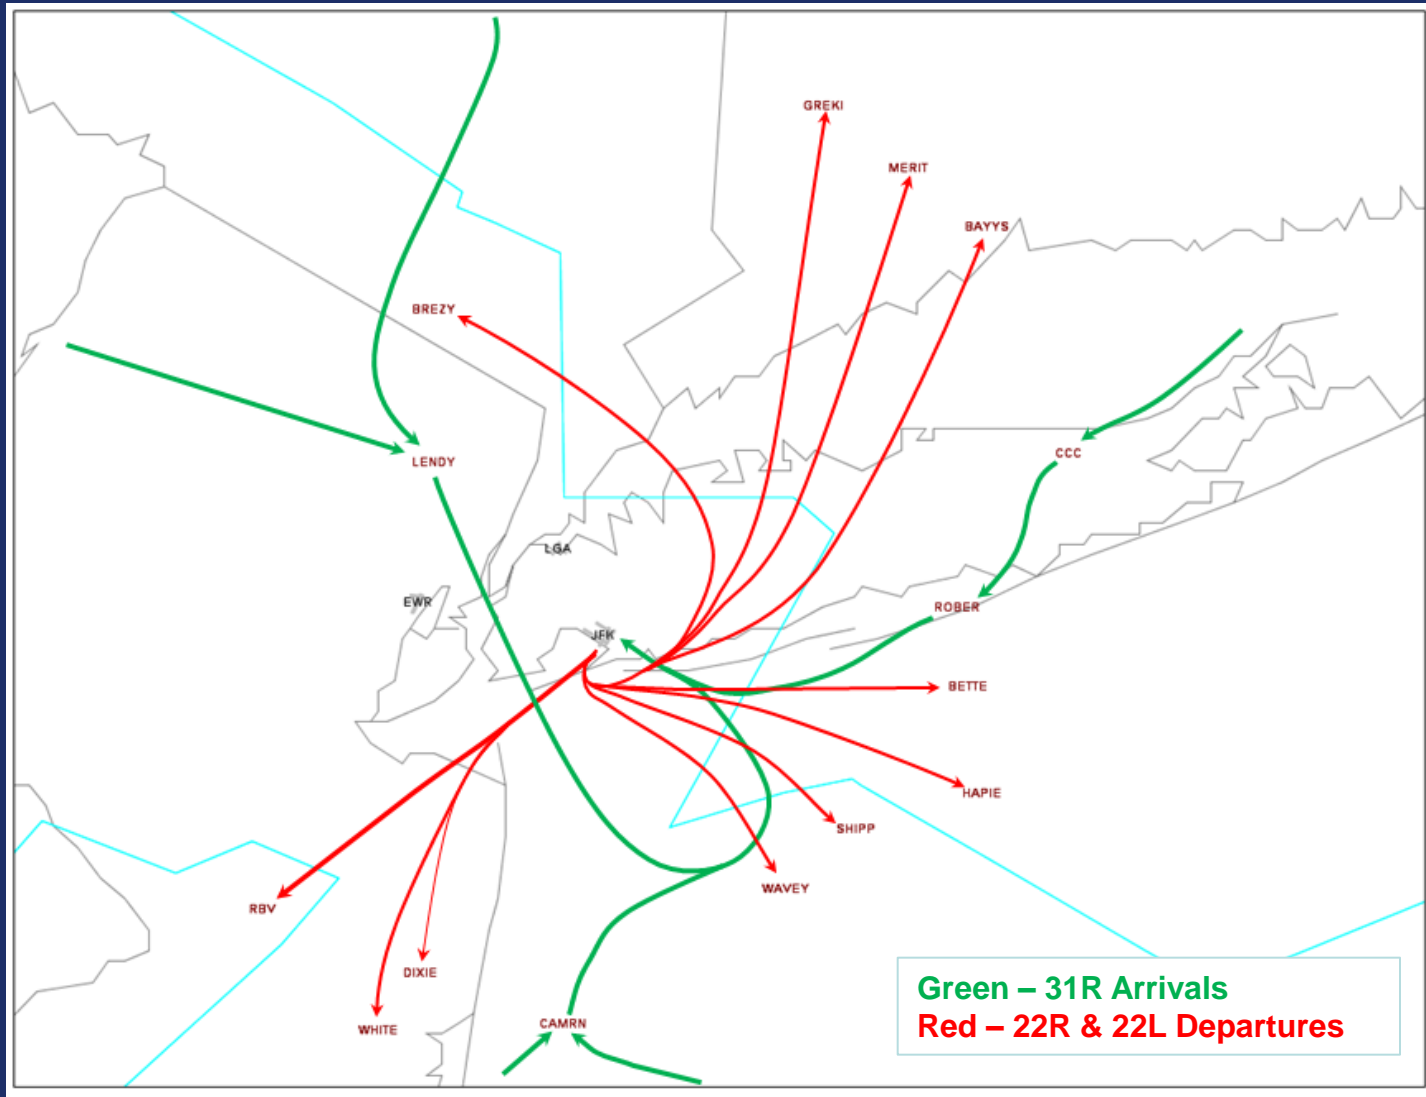 GREKI
MERIT
BAYYS
BREZY
CCC
LENDY
LGA
EWR
ROBER
JFK
BETTE
HAPIE
SHIPP
WAVEY
RBV
DIXIE
CAMRN
WHITE
Green – 31R Arrivals
Red – 22R & 22L Departures